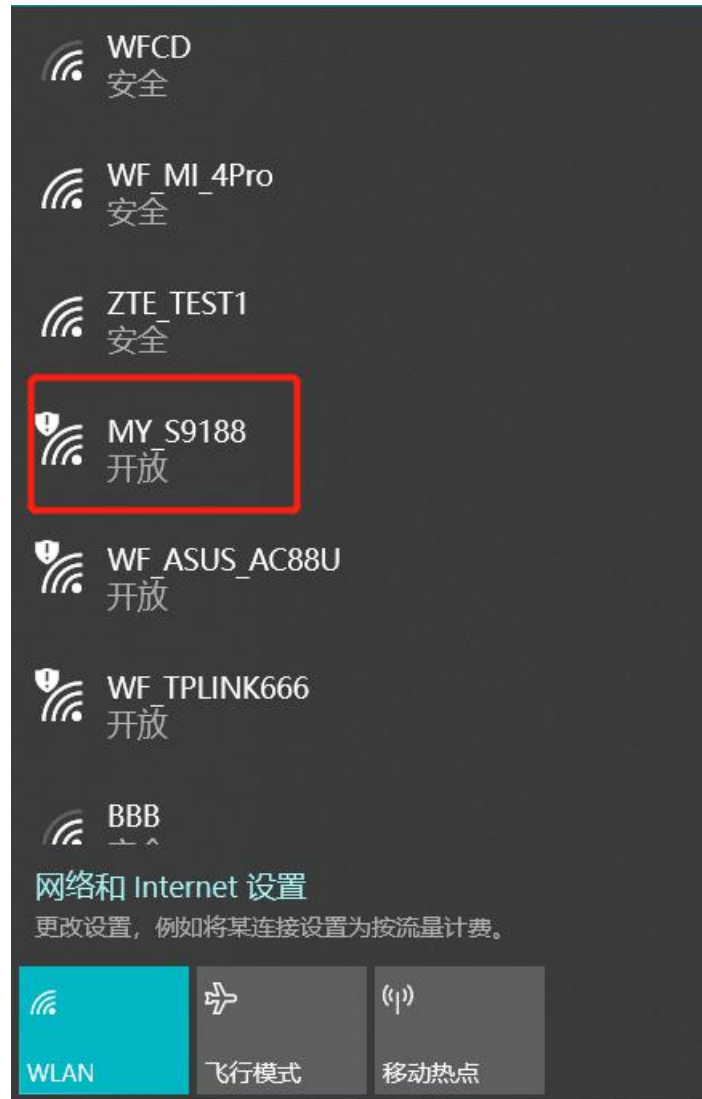 WFCD
安全
WF_MI_4Pro
安全
ZTE_TEST1
安全
MY_S9188
开放
WF_ASUS_AC88U
开放
WF_TPLINK666
开放
BBB
网络和 Internet 设置
更改设置，例如将某连接设置为按流量计费。
WLAN
飞行模式
移动热点